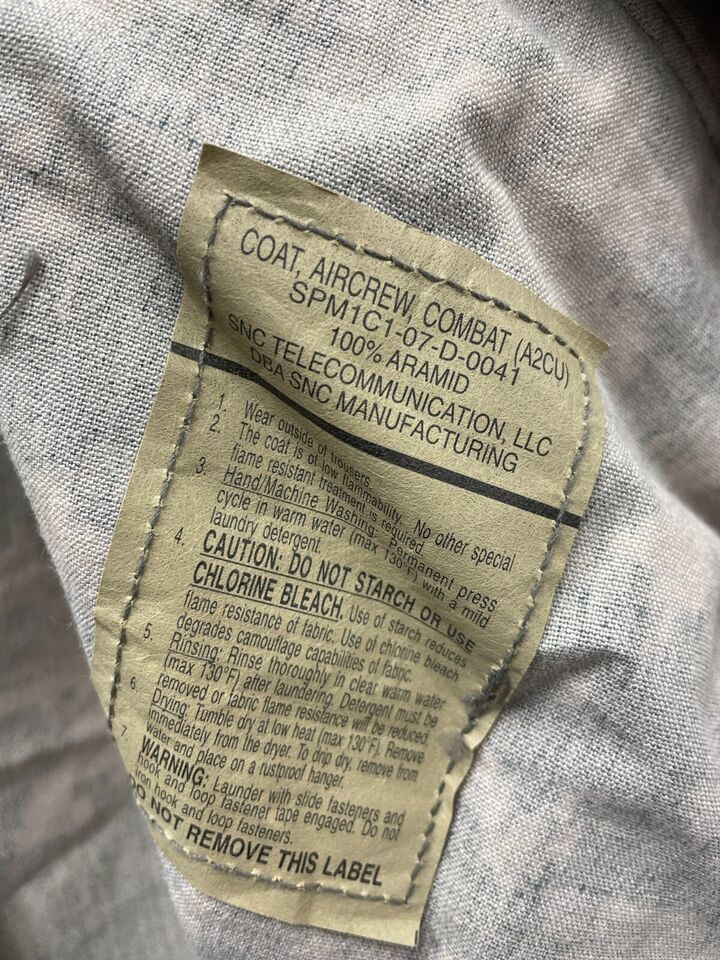 COAT, AIRCREW, COMBAT (A2CU)
SPM1C1-07-D-0041
100% ARAMID
SNC TELECOMMUNICATION, LLC
DBA SNC MANUFACTURING
1. Wear outside of trousers.
2. The coat is of low flammability. No other special
flame resistant treatment is required
3. Hand/Machine Washing: Permanent press
cycle in warm water (max 130°F) with a mild
laundry detergent.
4. CAUTION: DO NOT STARCH OR USE
CHLORINE BLEACH. Use of starch reduces
flame resistance of fabric. Use of chlorine bleach
degrades camouflage capabilities of fabric.
5. Rinsing: Rinse thoroughly in clear warm water
(max 130°F) after laundering. Detergent must be
removed or fabric flame resistance will be reduced.
6. Drying: Tumble dry at low heat (max 130°F). Remove
immediately from the dryer. To drip dry, remove from
water and place on a rustproof hanger.
7. WARNING: Launder with slide fasteners and
hook and loop fastener tape engaged. Do not
iron hook and loop fasteners.
DO NOT REMOVE THIS LABEL